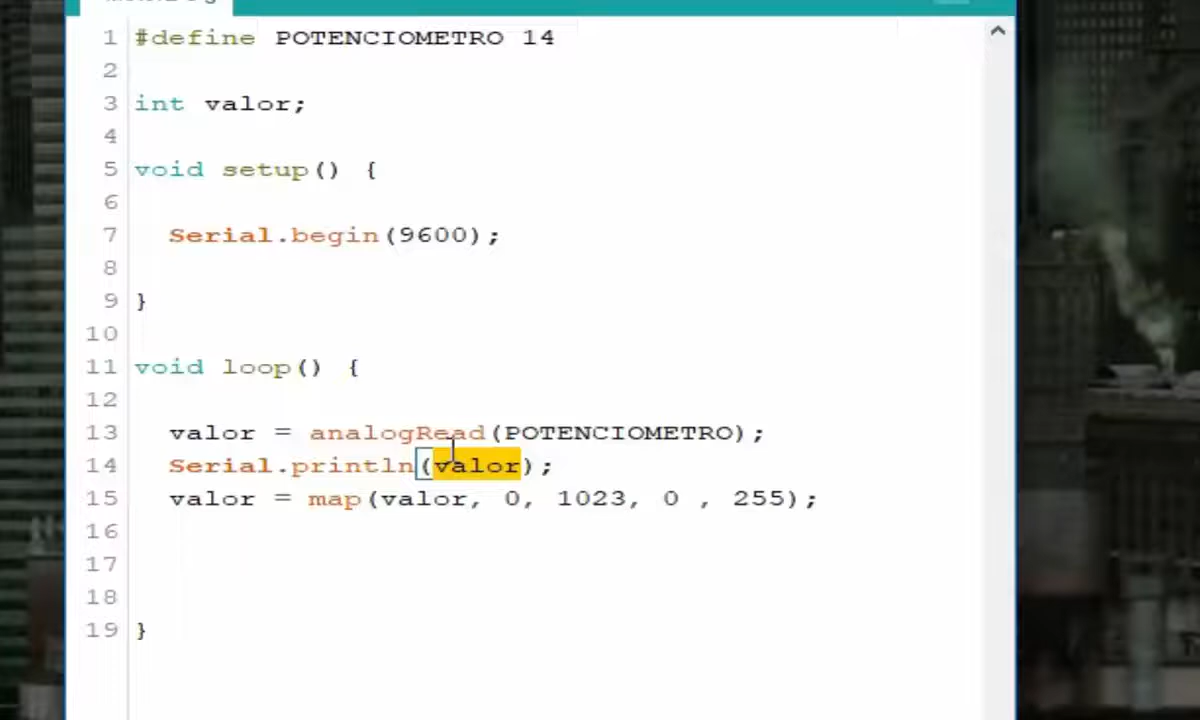 1 #define POTENCIOMETRO 14
2
3 int valor;
4
5 void setup() {
6
7 Serial.begin(9600);
8
9 }
10
11 void loop() {
12
13 valor = analogRead(POTENCIOMETRO);
14 Serial.println(valor);
15 valor = map(valor, 0, 1023, 0 , 255);
16
17
18
19 }